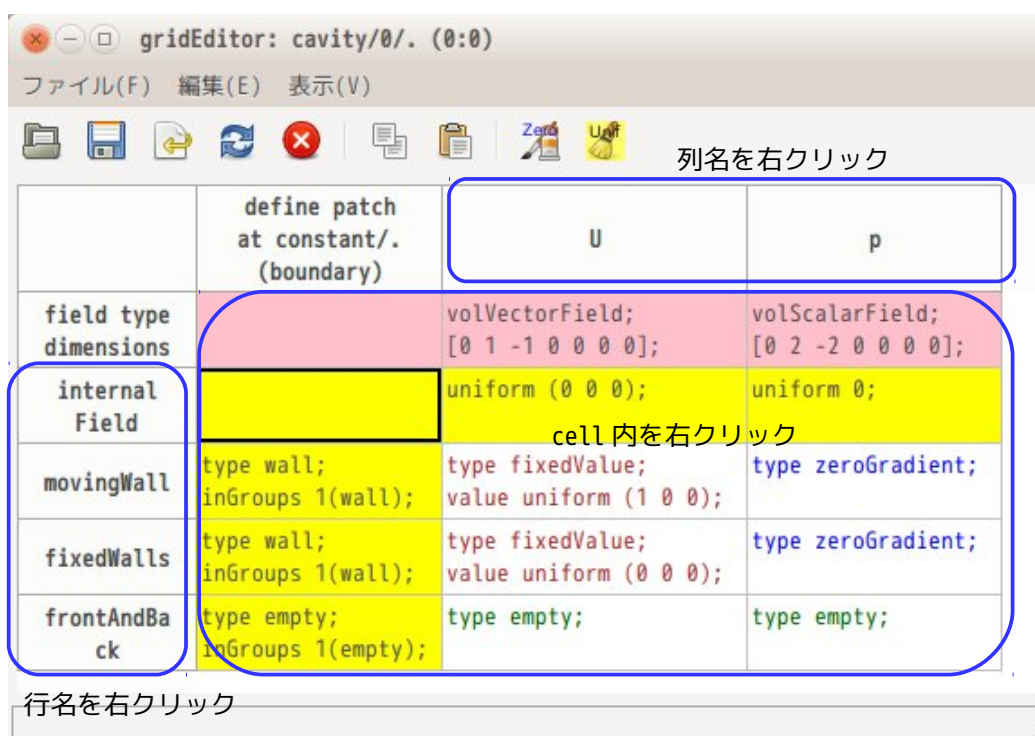 gridEditor: cavity/0/. (0:0)
ファイル(F) 編集(E) 表示(V)
Zero
Unif
列名を右クリック
define patch
at constant/.
(boundary)
U
p
field type
dimensions
volVectorField;
[0 1 -1 0 0 0 0];
volScalarField;
[0 2 -2 0 0 0 0];
internal
Field
uniform (0 0 0);
uniform 0;
cell 内を右クリック
movingWall
type wall;
inGroups 1(wall);
type fixedValue;
value uniform (1 0 0);
type zeroGradient;
fixedWalls
type wall;
inGroups 1(wall);
type fixedValue;
value uniform (0 0 0);
type zeroGradient;
frontAndBa
ck
type empty;
inGroups 1(empty);
type empty;
type empty;
行名を右クリック